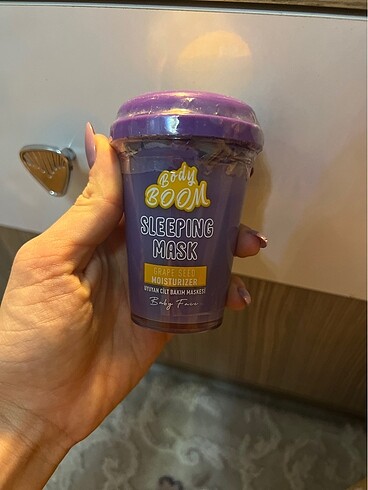 Body
BOOM
SLEEPING
MASK
GRAPE SEED
MOISTURIZER
UYUYAN CİLT BAKIM MASKESİ
Baby Face